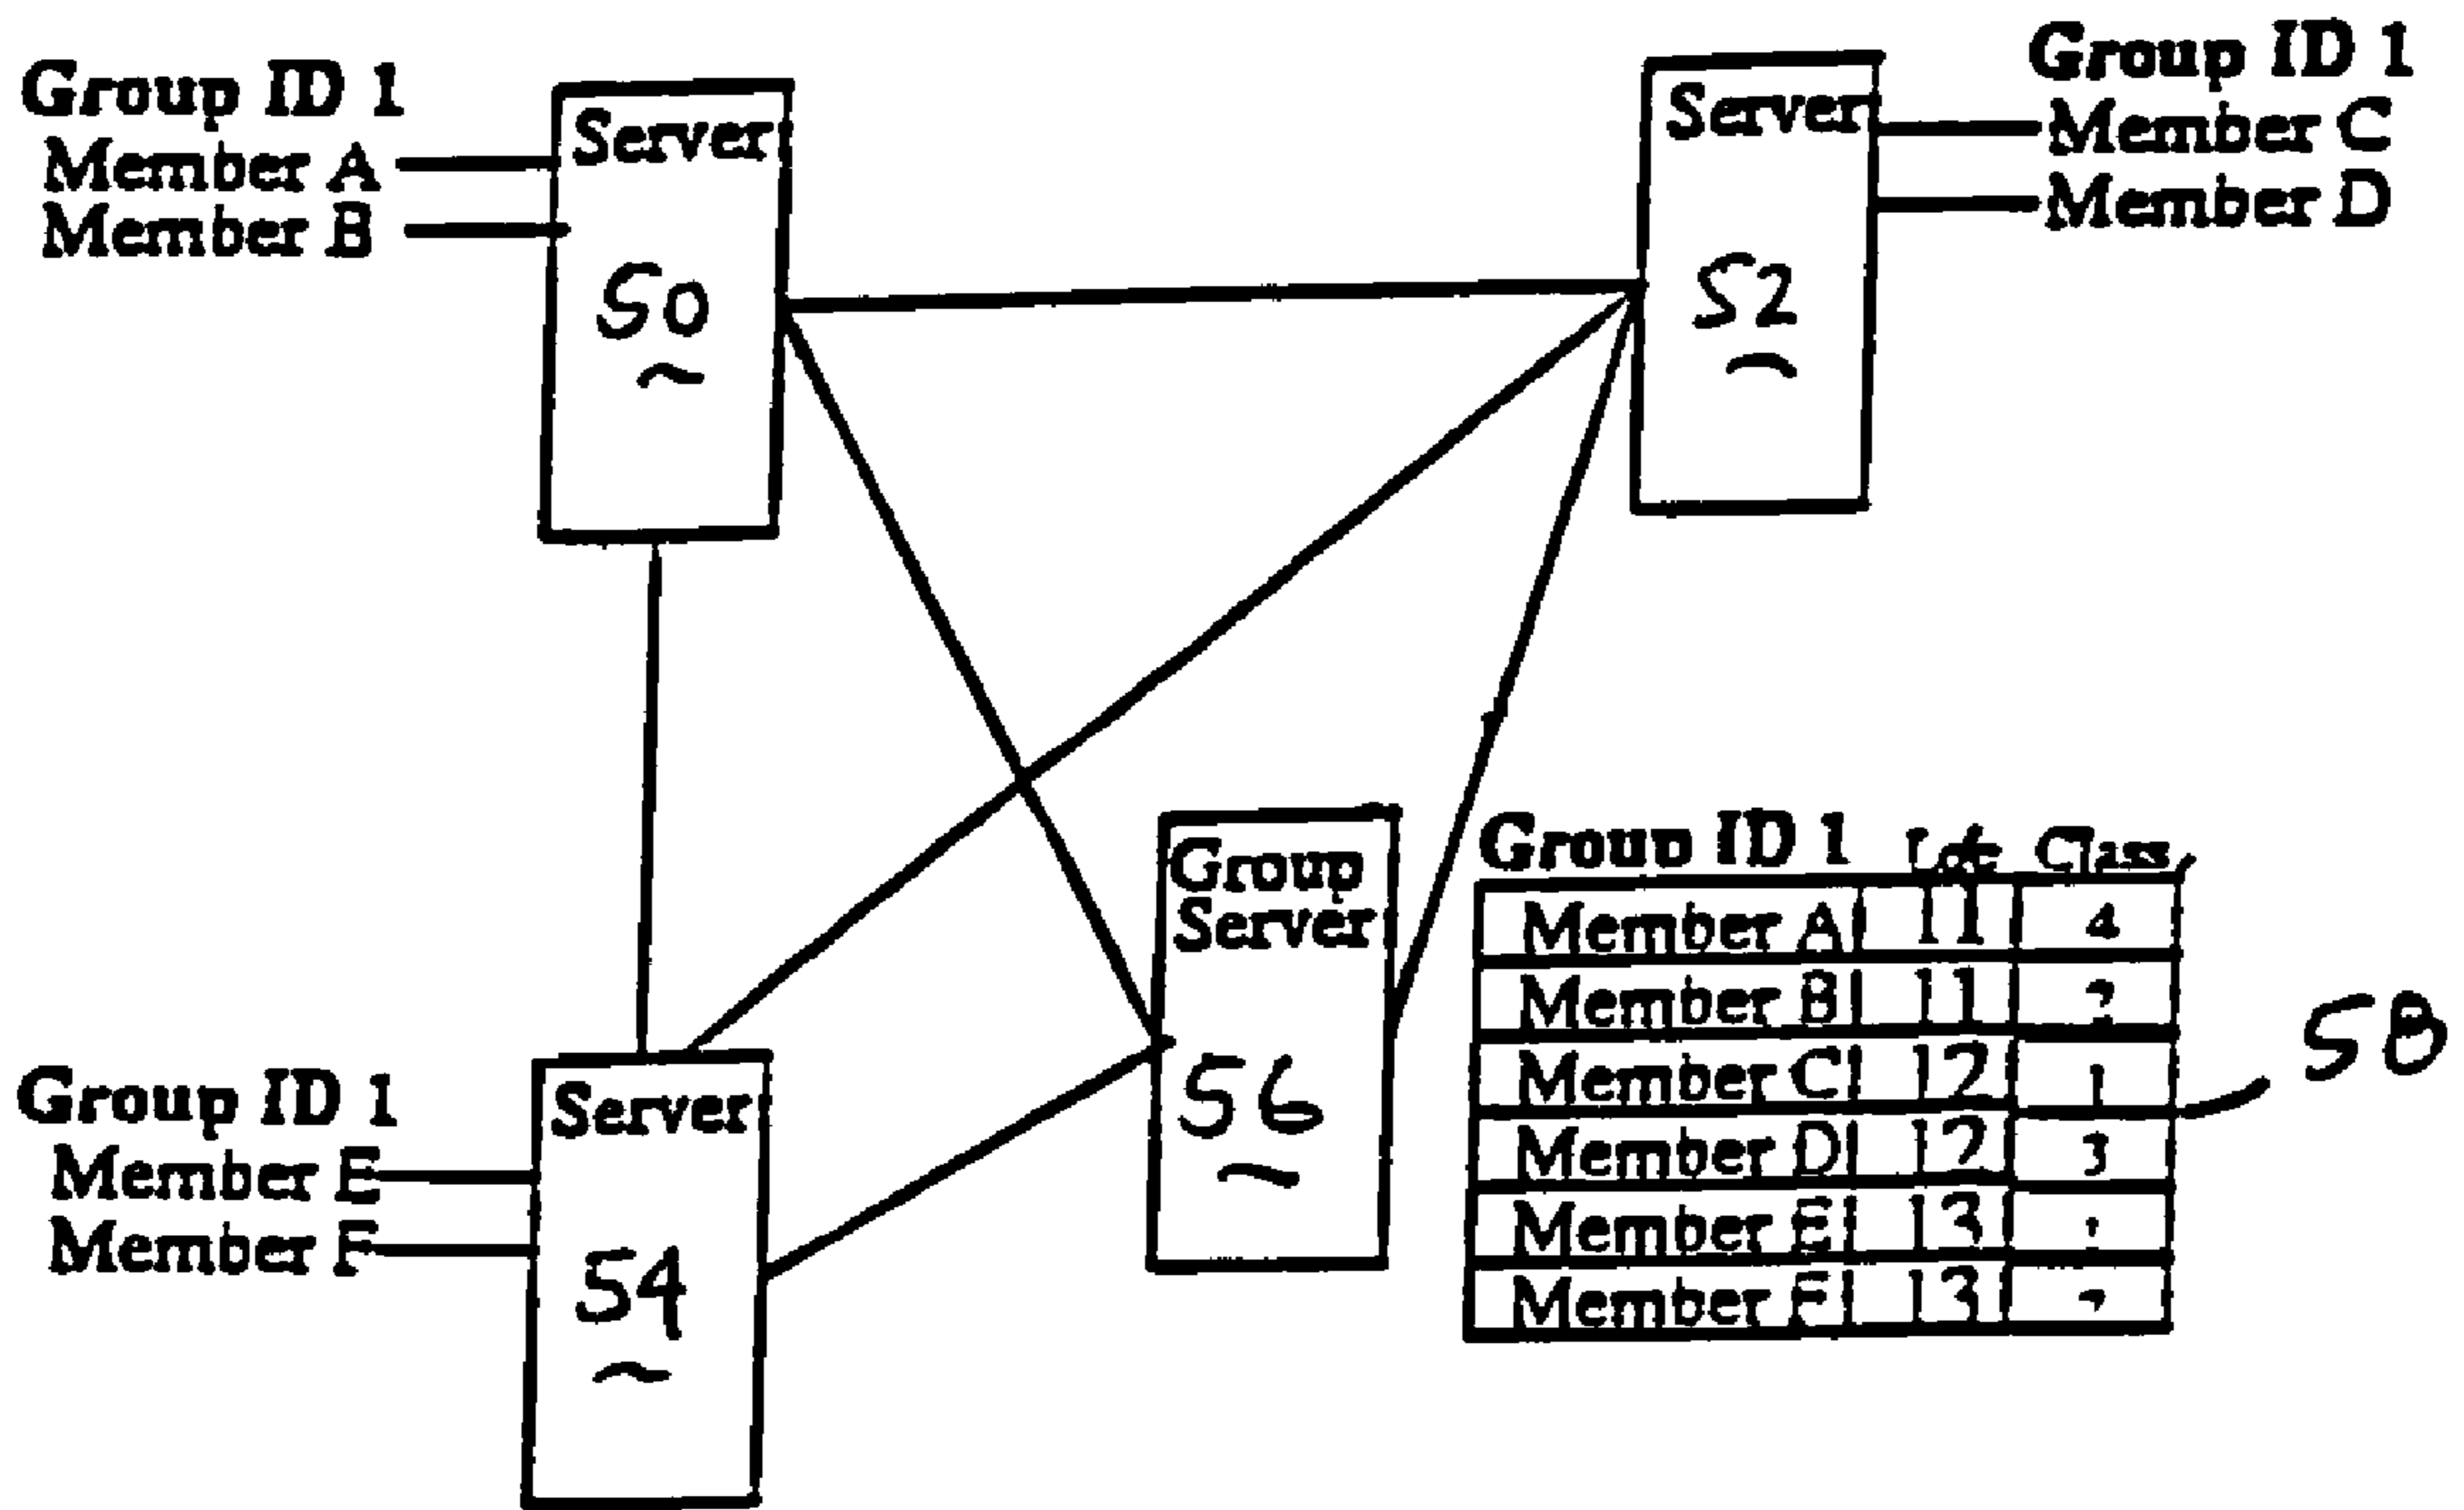 Group ID 1
Member A
Member B
Server
50
Server
52
Group ID 1
Member C
Member D
Group ID 1
Member E
Member F
Server
54
Group
Server
56
Group ID 1 Class
Member A 11 4
Member B 11
Member C 12 1
Member D 12 3
Member E 13
Member F 13
58